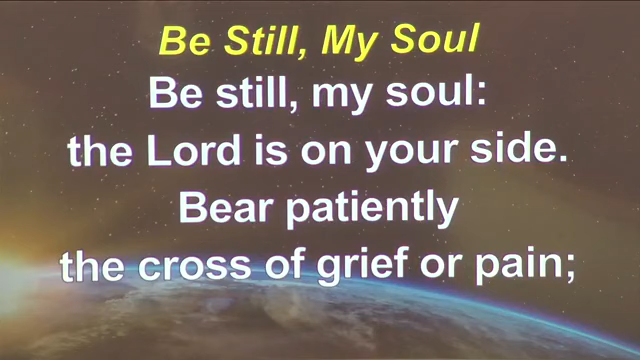 Be Still, My Soul
Be still, my soul:
the Lord is on your side.
Bear patiently
the cross of grief or pain;